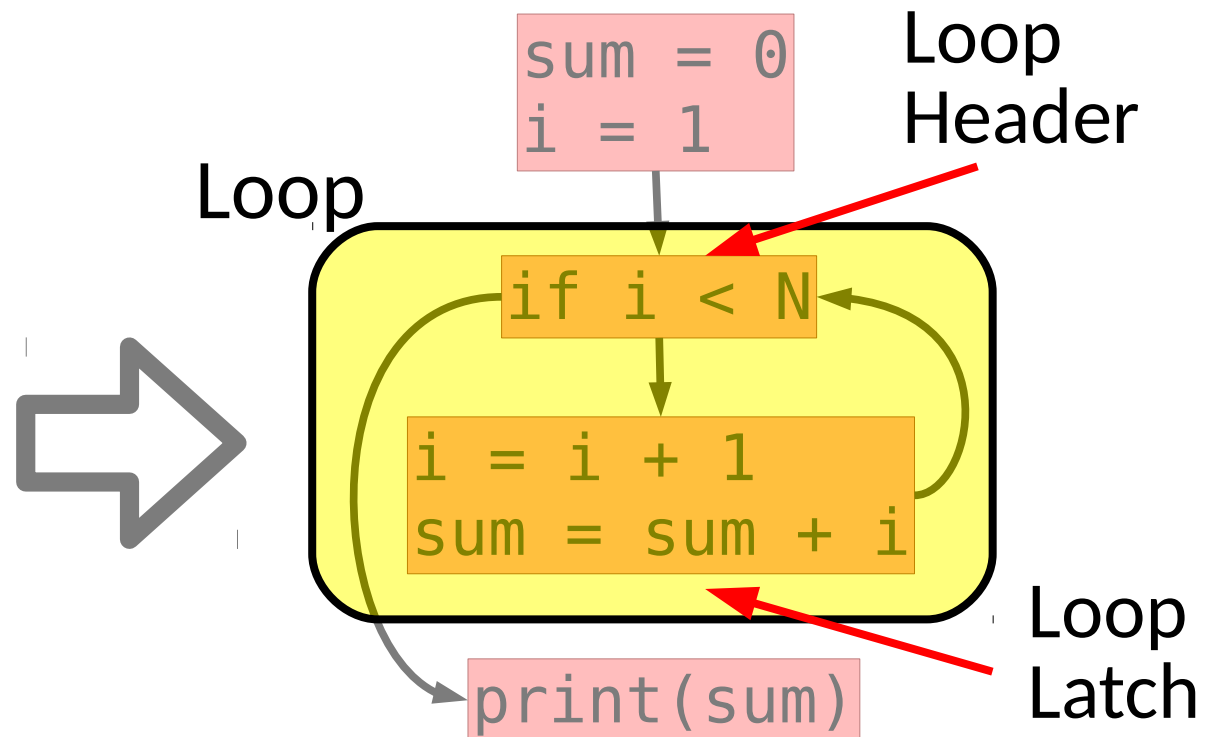 sum = 0
i = 1
Loop
Header
Loop
if i < N
i = i + 1
sum = sum + i
Loop
Latch
print(sum)